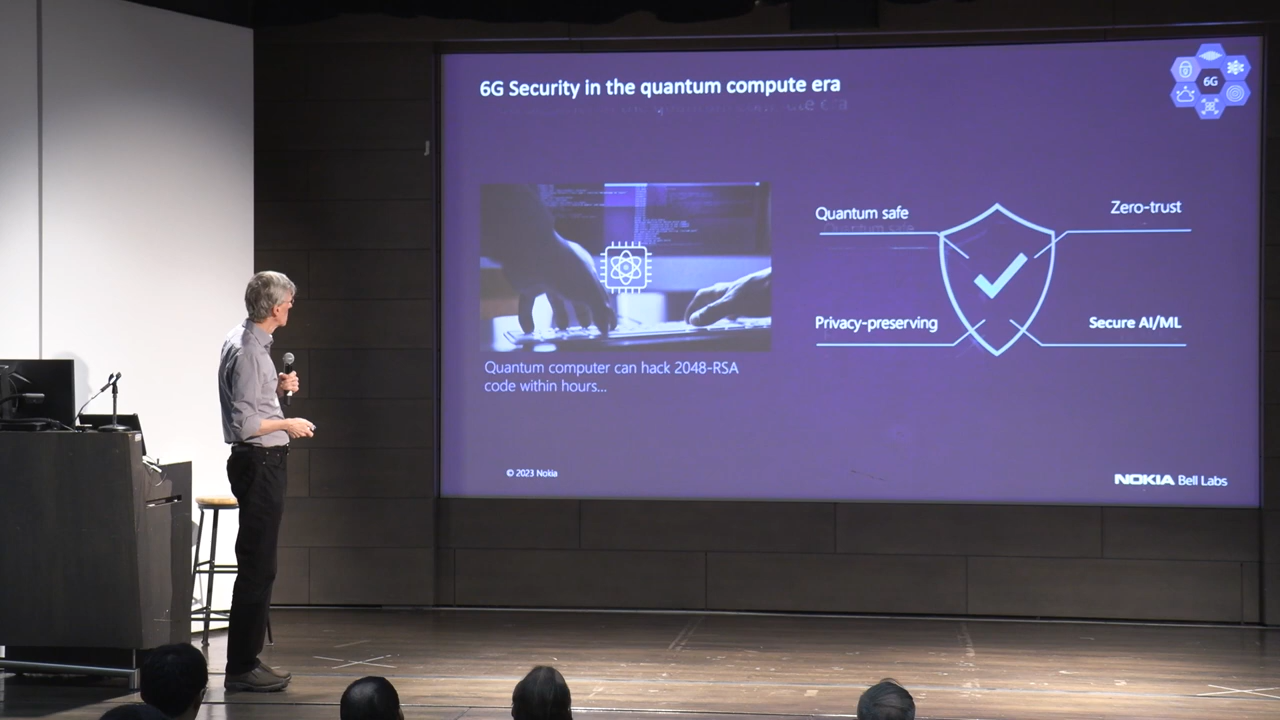 6G Security in the quantum compute era
6G
Quantum safe
Zero-trust
Privacy-preserving
Secure AI/ML
Quantum computer can hack 2048-RSA
code within hours...
© 2023 Nokia
NOKIA Bell Labs